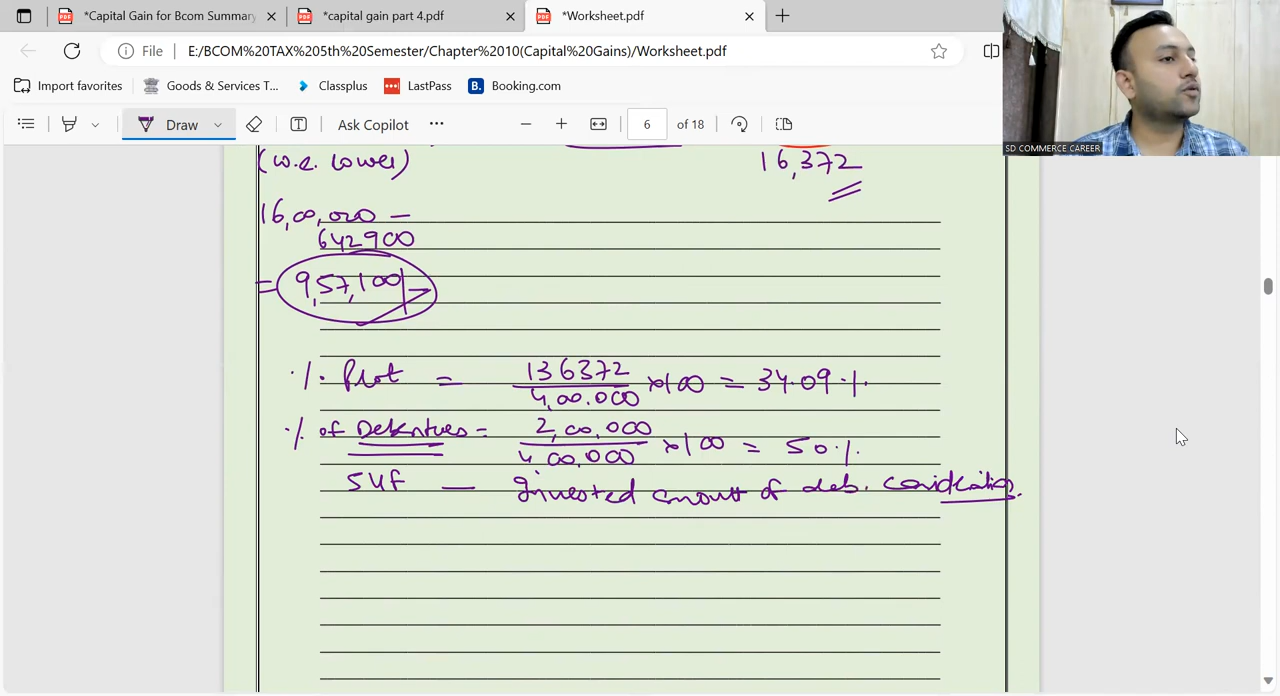 *Capital Gain for Bcom Summary
*capital gain part 4.pdf
*Worksheet.pdf
File
E:/BCOM%20TAX%205th%20Semester/Chapter%2010(Capital%20Gains)/Worksheet.pdf
Import favorites
Goods & Services T...
Classplus
LastPass
Booking.com
Draw
Ask Copilot
6 of 18
SD COMMERCE CAREER
(w.e. lower)
16,372
16,00,000 -
642900
= 9,57,100/-
%. Plot = 136372 / 4,00,000 ×100 = 34.09%.
% of Debentures = 2,00,000 / 4,00,000 ×100 = 50%.
54F — Invested amount of deb. consideration.